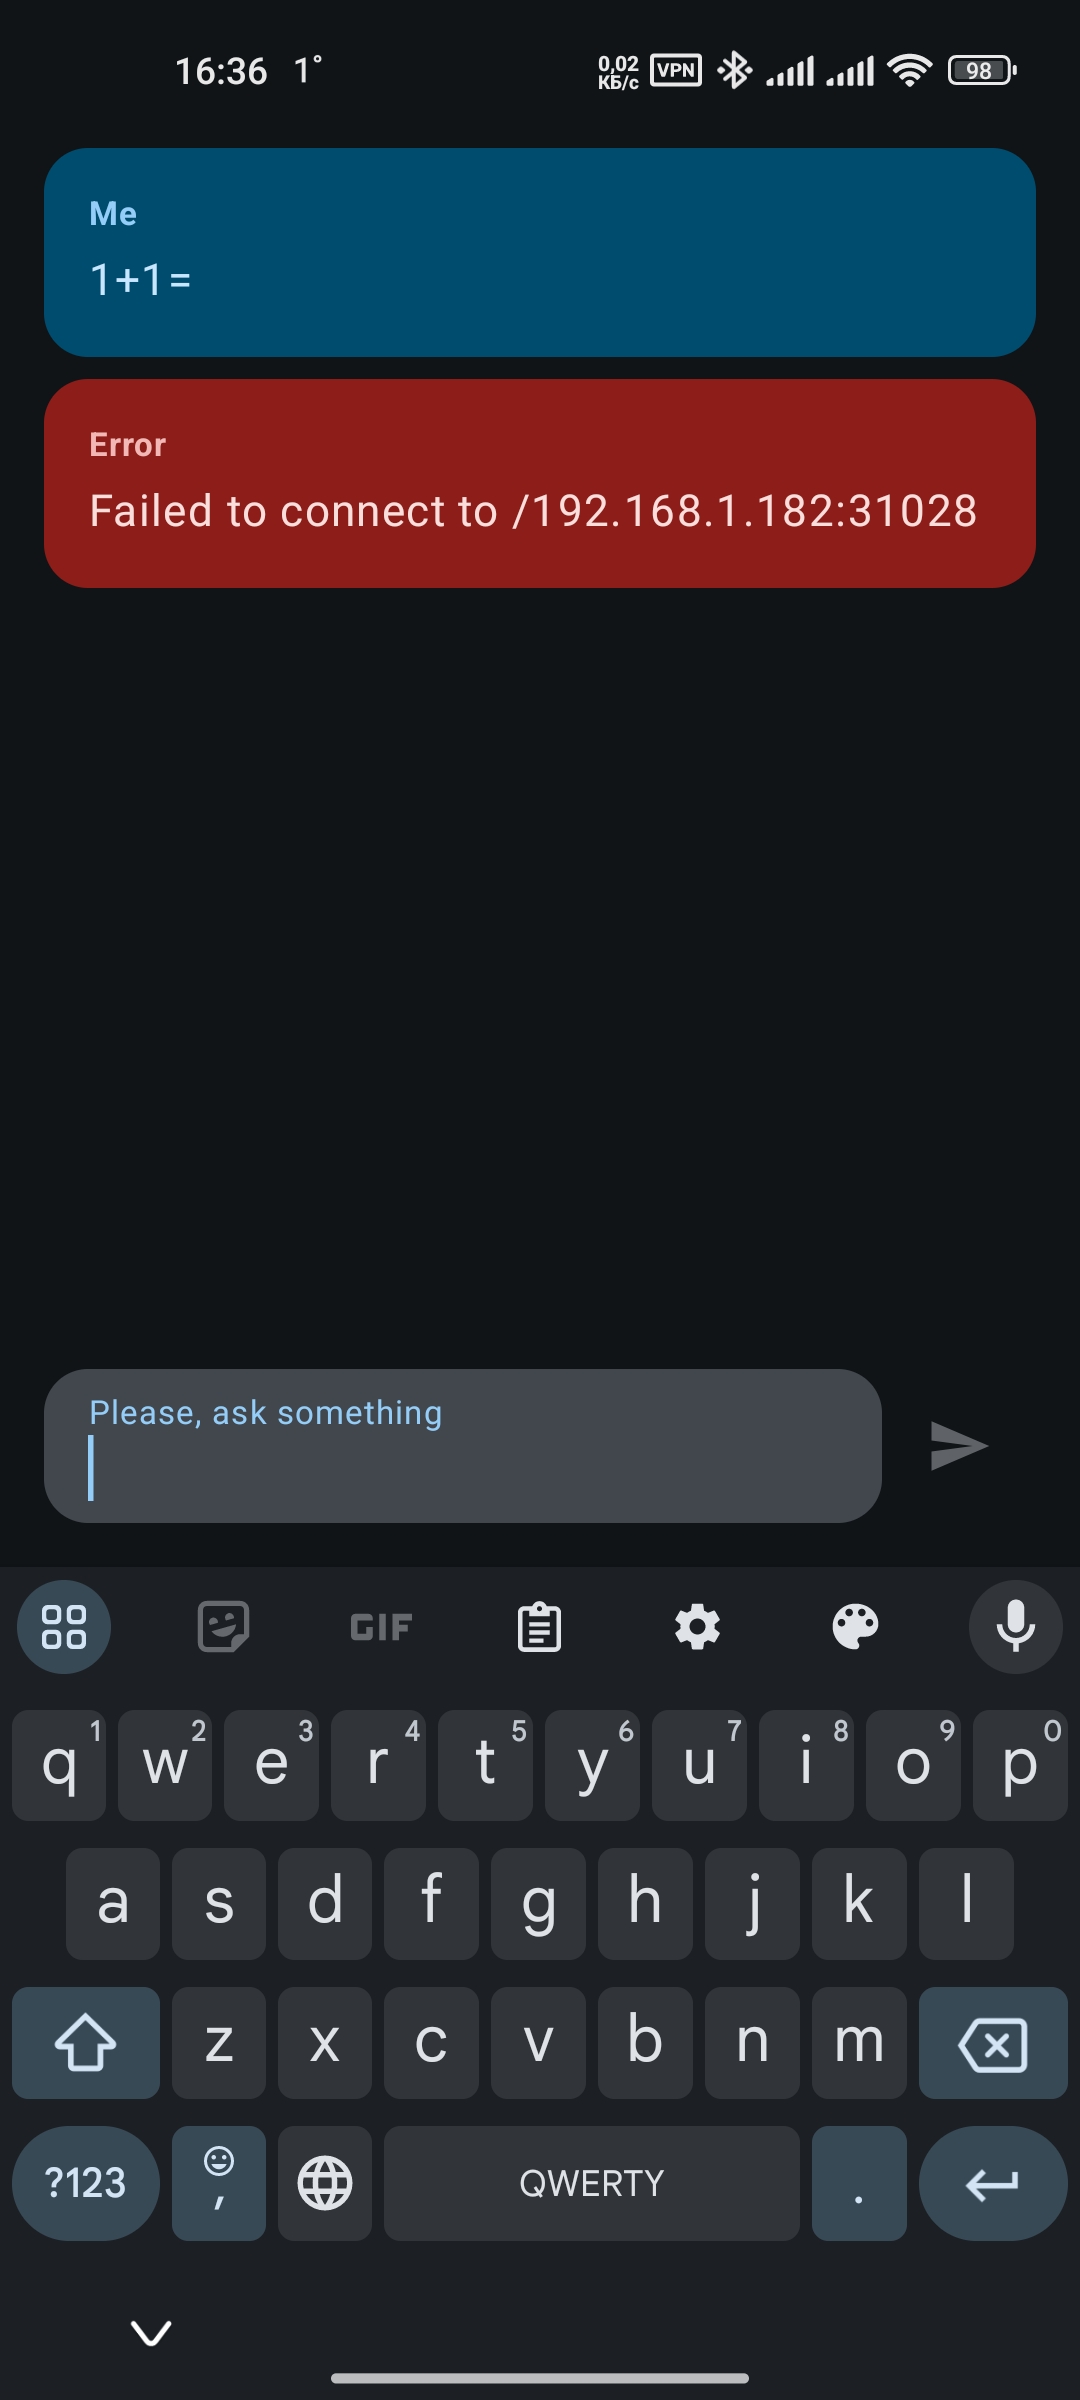 16:36 1°
0,02
КБ/с
VPN
98
Me
1+1=
Error
Failed to connect to /192.168.1.182:31028
Please, ask something
GIF
q 1 w 2 e 3 r 4 t 5 y 6 u 7 i 8 o 9 p 0
a s d f g h j k l
z x c v b n m
?123 , QWERTY .